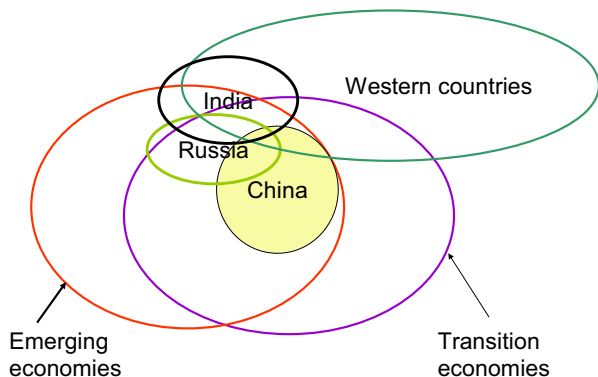 India
Western countries
Russia
China
Emerging
economies
Transition
economies